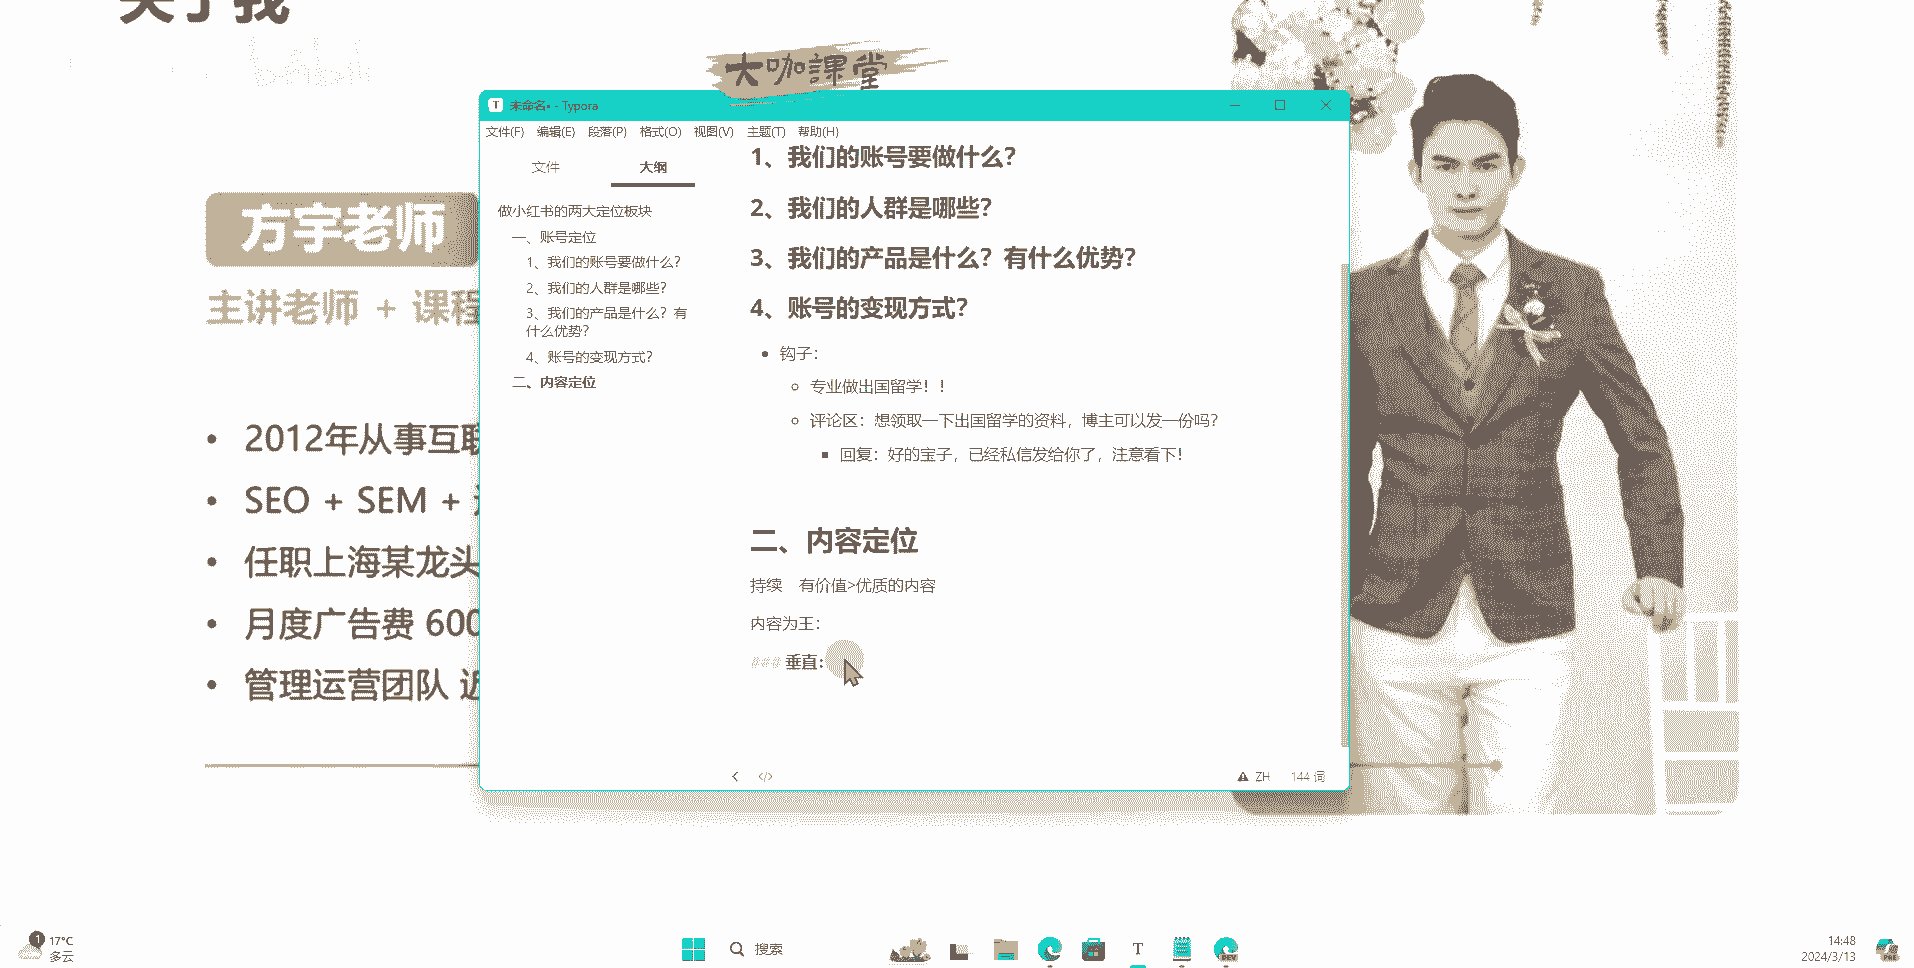 关于我
bilibili
大咖課堂
未命名• - Typora
文件(F) 编辑(E) 段落(P) 格式(O) 视图(V) 主题(T) 帮助(H)
文件 大纲
做小红书的两大定位板块
一、账号定位
1、我们的账号要做什么？
2、我们的人群是哪些？
3、我们的产品是什么？有
什么优势？
4、账号的变现方式？
二、内容定位
1、我们的账号要做什么？
2、我们的人群是哪些？
3、我们的产品是什么？有什么优势？
4、账号的变现方式？
• 钩子：
专业做出国留学！！
评论区：想领取一下出国留学的资料，博主可以发一份吗？
回复：好的宝子，已经私信发给你了，注意看下！
二、内容定位
持续 有价值>优质的内容
内容为王：
### 垂直：
ZH 144 词
方宇老师
主讲老师 + 课程
• 2012年从事互联
• SEO + SEM +
• 任职上海某龙头
• 月度广告费 600
• 管理运营团队 近
1
17°C
多云
搜索
T
DEV
14:48
2024/3/13
PRE